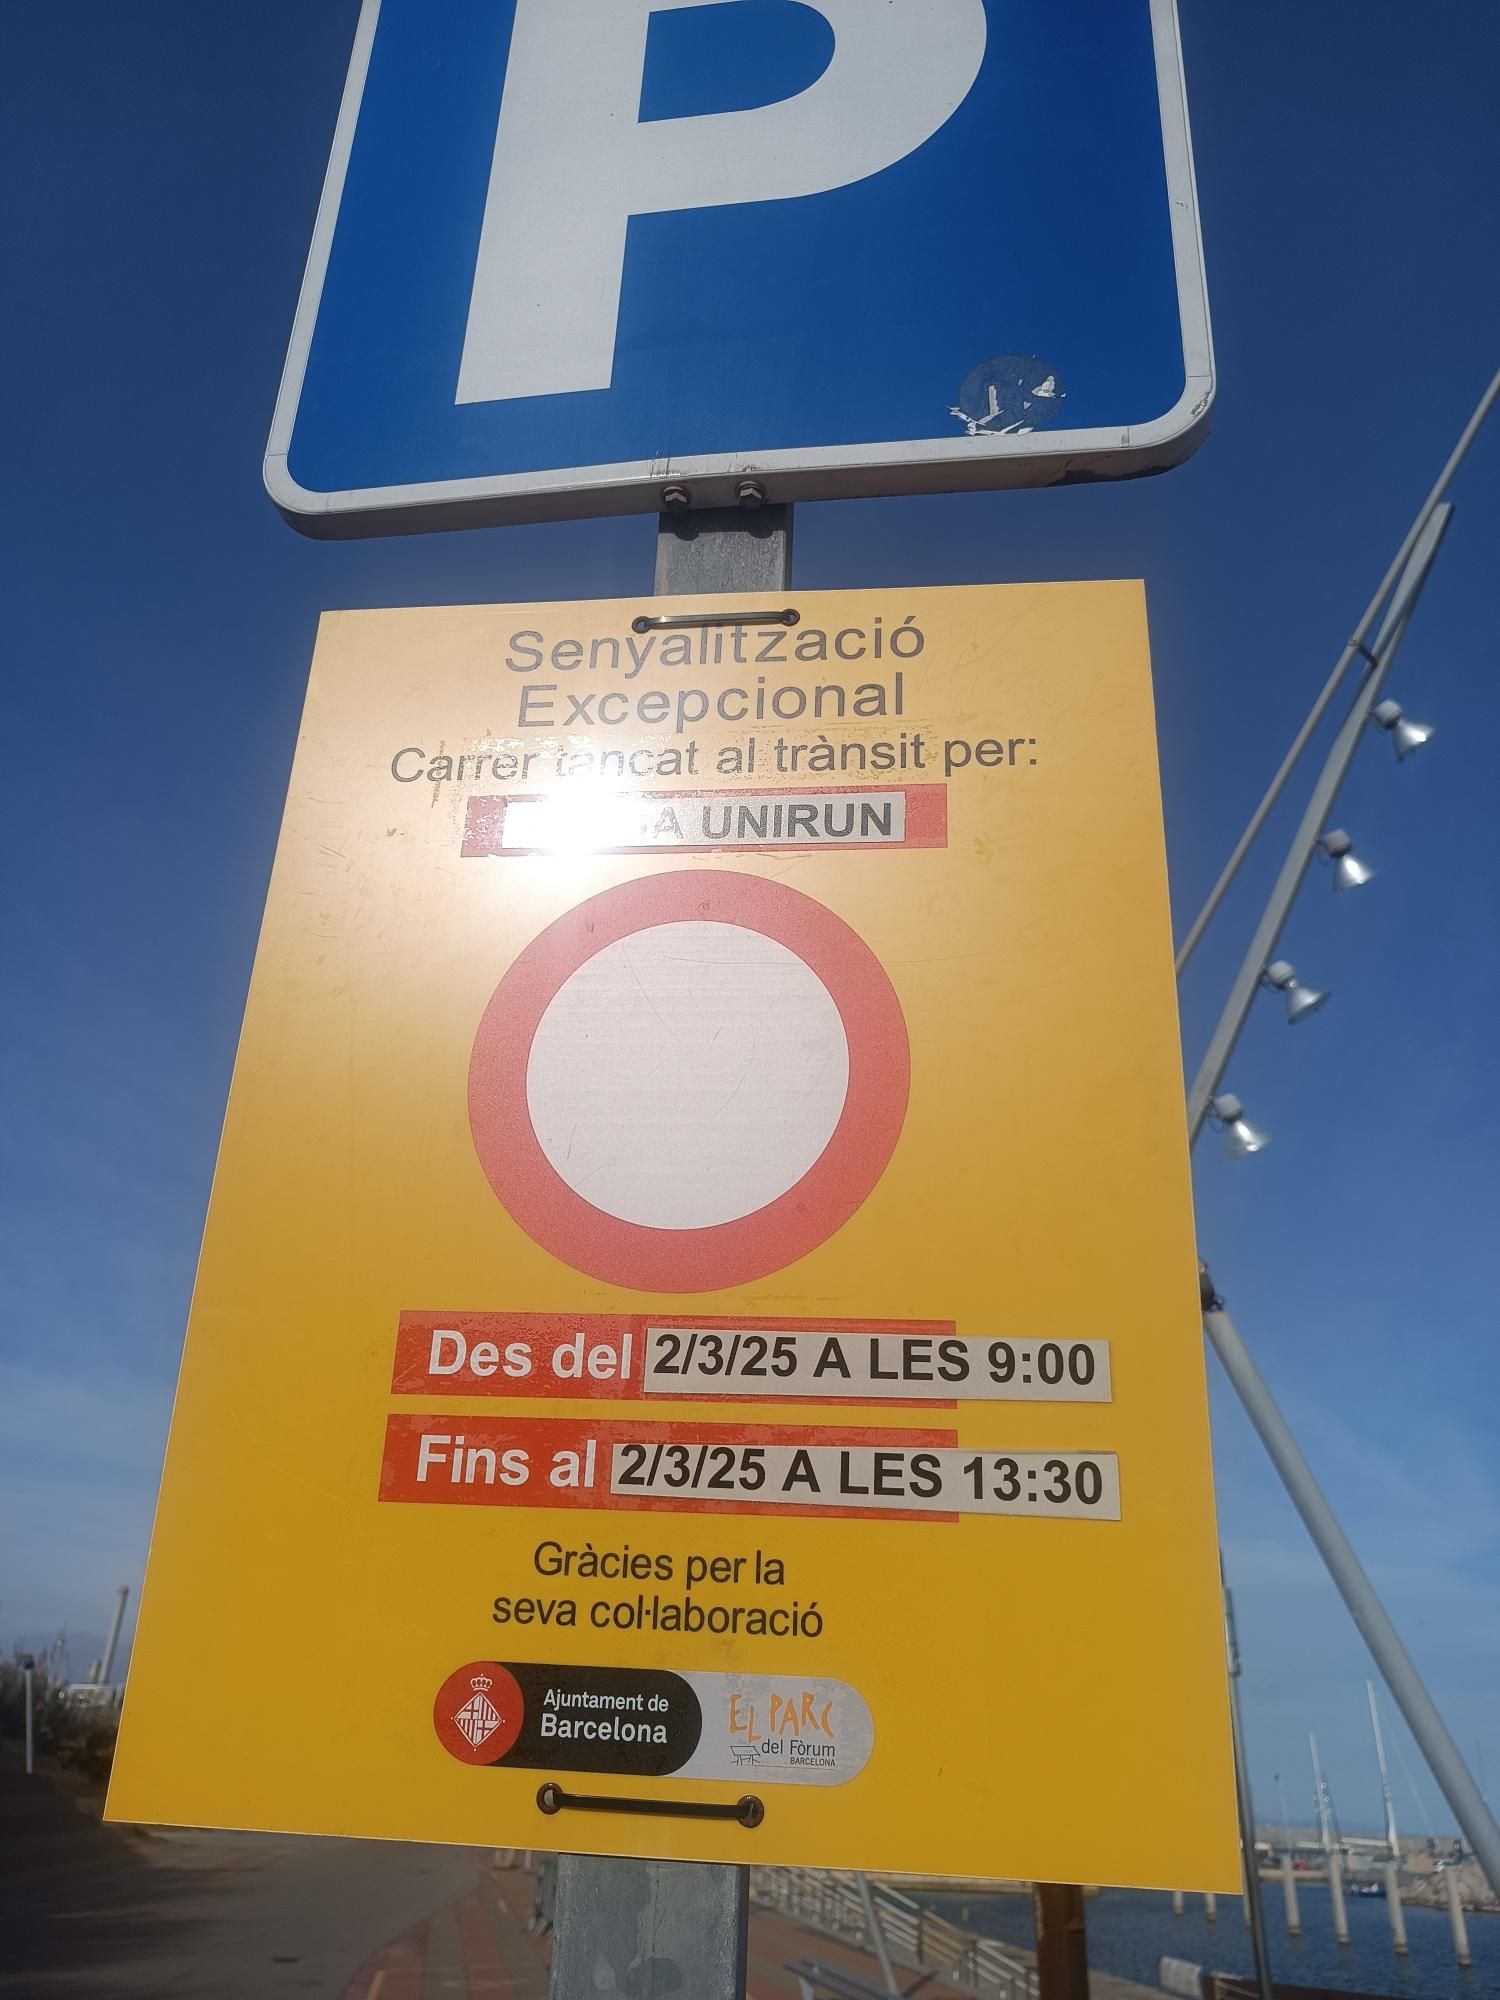 P
Senyalització
Excepcional
Carrer tancat al trànsit per:
UNIRUN
Des del 2/3/25 A LES 9:00
Fins al 2/3/25 A LES 13:30
Gràcies per la
seva col·laboració
Ajuntament de
Barcelona
EL PARC
del Fòrum
BARCELONA